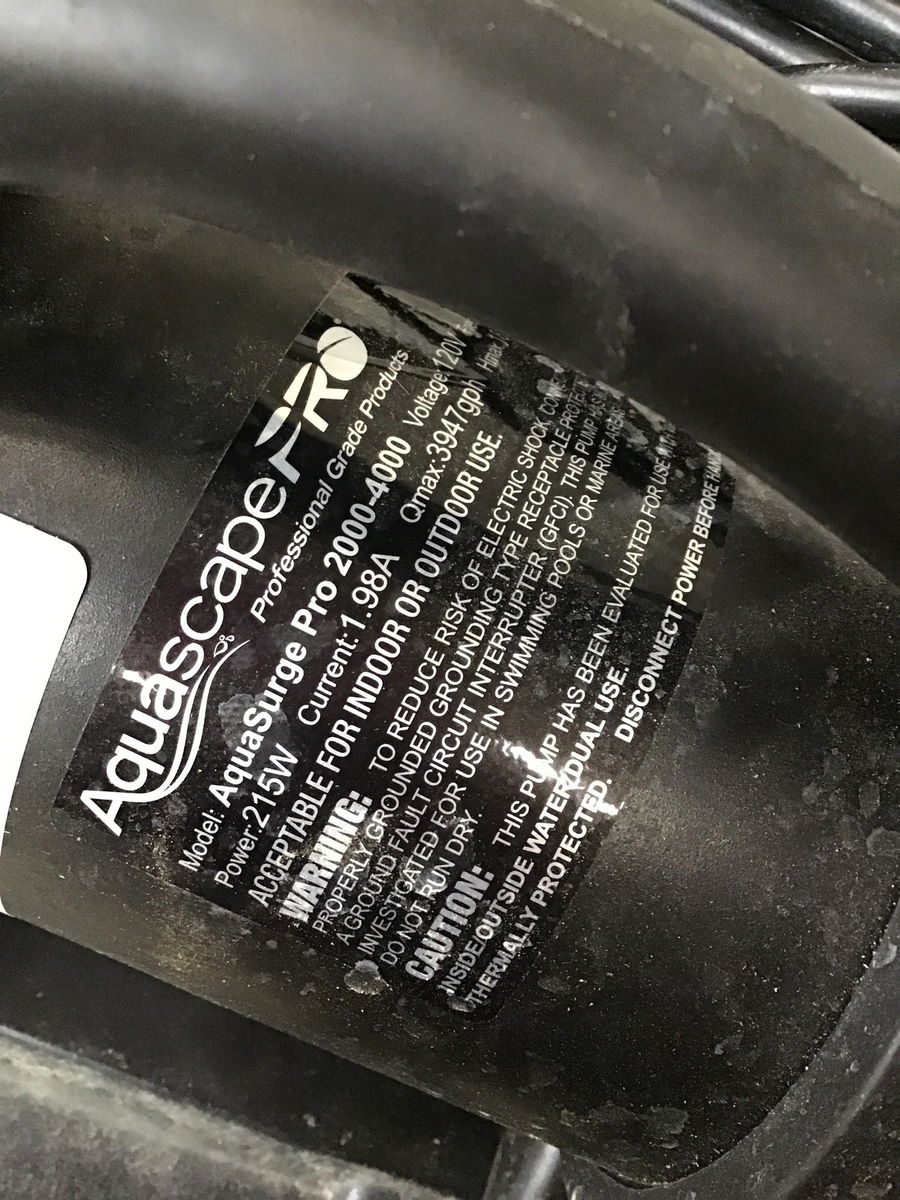 AquascapePRO®
Professional Grade Products
Model: AquaSurge Pro 2000-4000 Voltage:120V
Power:215W Current:1.98A Qmax:3947gph Hmax
ACCEPTABLE FOR INDOOR OR OUTDOOR USE.
WARNING: TO REDUCE RISK OF ELECTRIC SHOCK
PROPERLY GROUNDED GROUNDING TYPE RECEPTACLE
A GROUND FAULT CIRCUIT INTERRUPTER (GFCI). THIS PUMP HAS
INVESTIGATED FOR USE IN SWIMMING POOLS OR MARINE
DO NOT RUN DRY.
CAUTION: THIS PUMP HAS BEEN EVALUATED FOR USE
INSIDE/OUTSIDE WATER/DUAL USE.
THERMALLY PROTECTED. DISCONNECT POWER BEFORE